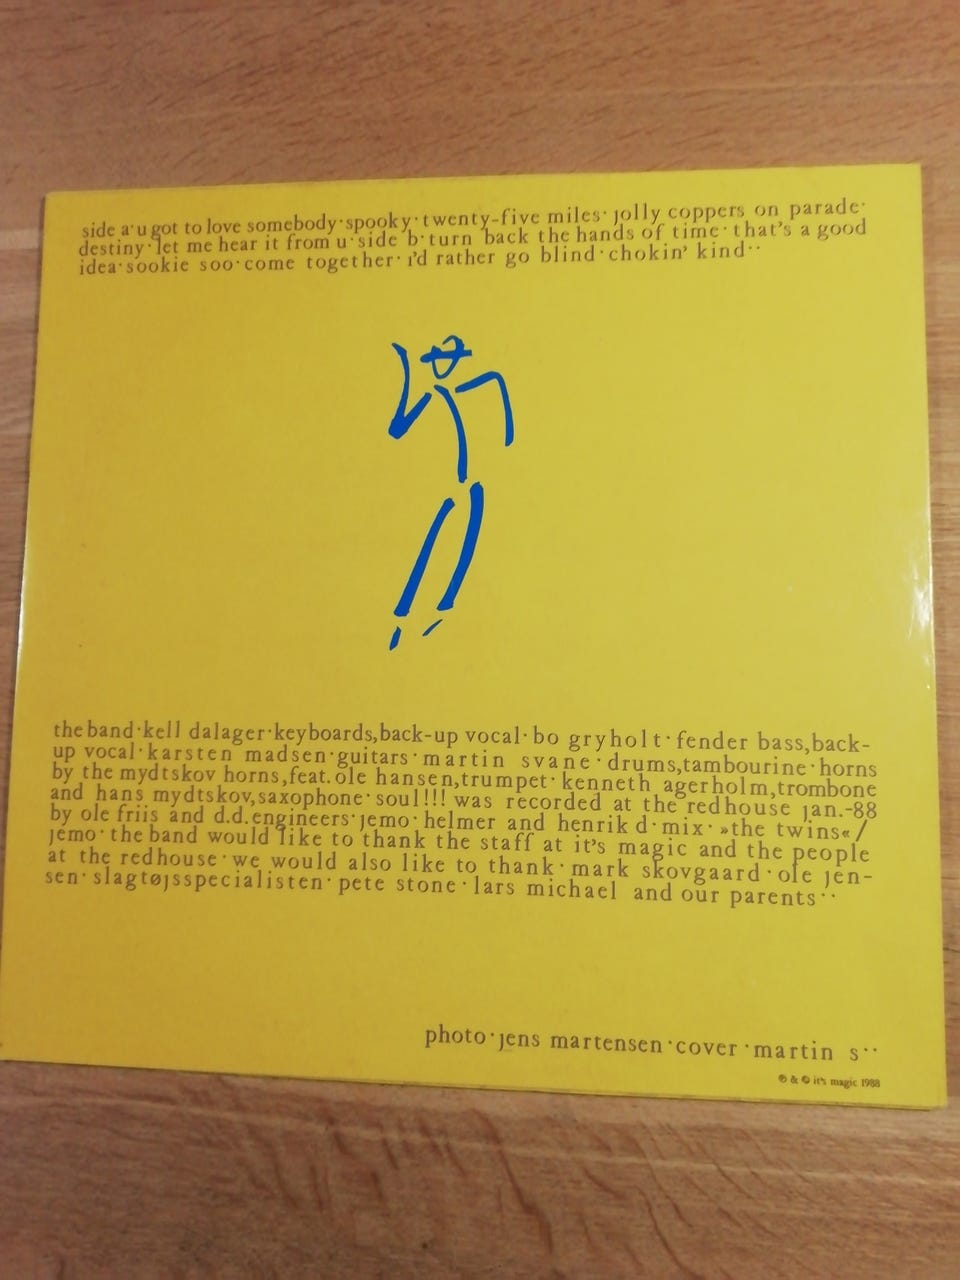 side a·u got to love somebody·spooky·twenty-five miles·jolly coppers on parade·
destiny·let me hear it from u·side b·turn back the hands of time·that's a good
idea·sookie soo·come together·i'd rather go blind·chokin' kind··
the band·kell dalager·keyboards,back-up vocal·bo gryholt·fender bass,back-
up vocal·karsten madsen·guitars·martin svane·drums,tambourine·horns
by the mydtskov horns,feat.ole hansen,trumpet·kenneth agerholm,trombone
and hans mydtskov,saxophone·soul!!! was recorded at the redhouse jan.-88
by ole friis and d.d.engineers·jemo·helmer and henrik d·mix·»the twins«/
jemo·the band would like to thank the staff at it's magic and the people
at the redhouse·we would also like to thank·mark skovgaard·ole jen-
sen·slagtøjsspecialisten·pete stone·lars michael and our parents··
photo·jens martensen·cover·martin s··
℗ & © it's magic 1988